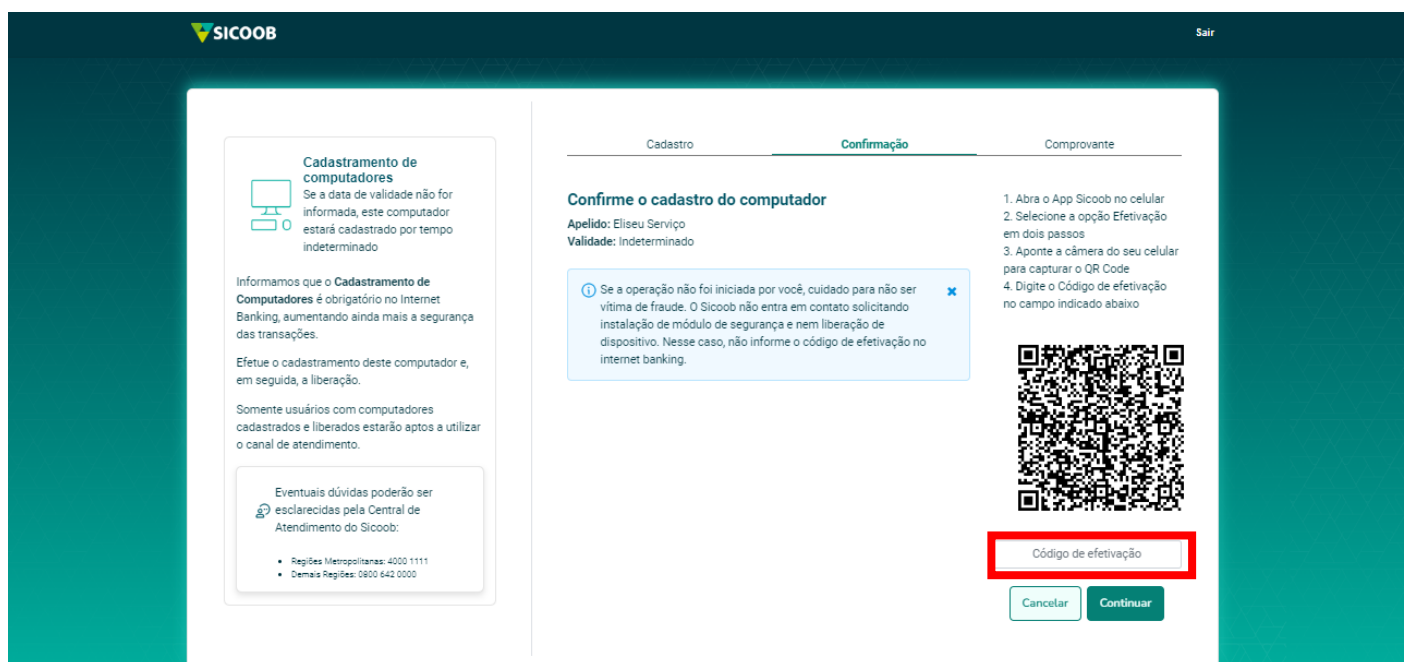 SICOOB
Sair
Cadastramento de
computadores
Se a data de validade não for
informada, este computador
estará cadastrado por tempo
indeterminado
Informamos que o Cadastramento de
Computadores é obrigatório no Internet
Banking, aumentando ainda mais a segurança
das transações.
Efetue o cadastramento deste computador e,
em seguida, a liberação.
Somente usuários com computadores
cadastrados e liberados estarão aptos a utilizar
o canal de atendimento.
Eventuais dúvidas poderão ser
esclarecidas pela Central de
Atendimento do Sicoob:
• Regiões Metropolitanas: 4000 1111
• Demais Regiões: 0800 642 0000
Cadastro
Confirmação
Comprovante
Confirme o cadastro do computador
Apelido: Eliseu Serviço
Validade: Indeterminado
Se a operação não foi iniciada por você, cuidado para não ser
vítima de fraude. O Sicoob não entra em contato solicitando
instalação de módulo de segurança e nem liberação de
dispositivo. Nesse caso, não informe o código de efetivação no
internet banking.
1. Abra o App Sicoob no celular
2. Selecione a opção Efetivação
em dois passos
3. Aponte a câmera do seu celular
para capturar o QR Code
4. Digite o Código de efetivação
no campo indicado abaixo
Código de efetivação
Cancelar
Continuar